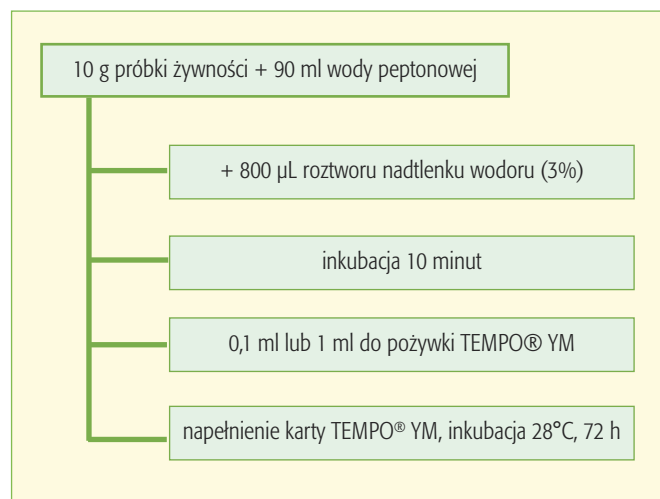 10 g próbki żywności + 90 ml wody peptonowej
+ 800 µL roztworu nadtlenku wodoru (3%)
inkubacja 10 minut
0,1 ml lub 1 ml do pożywki TEMPO® YM
napełnienie karty TEMPO® YM, inkubacja 28°C, 72 h